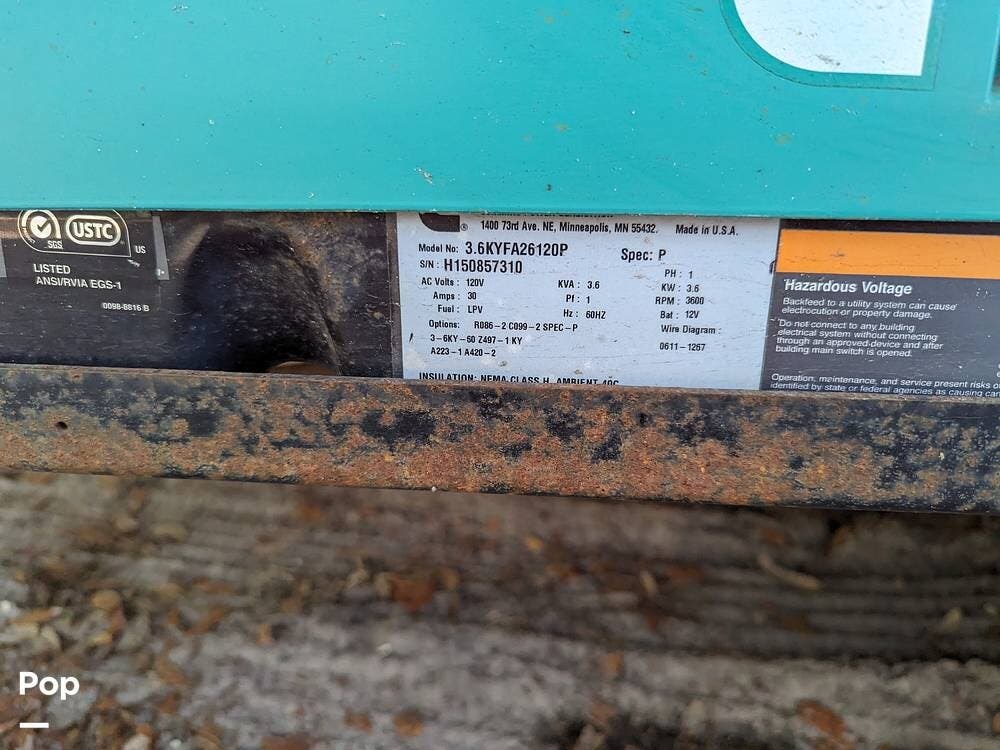 SGS
USTC
US
LISTED
ANSI/RVIA EGS-1
0098-8816 B
®
1400 73rd Ave. NE, Minneapolis, MN 55432. Made in U.S.A.
Model No: 3.6KYFA26120P Spec: P
S/N : H150857310
PH : 1
AC Volts : 120V KVA : 3.6 KW : 3.6
Amps : 30 Pf : 1 RPM : 3600
Fuel : LPV Hz : 60HZ Bat : 12V
Options: R086-2 C099-2 SPEC-P Wire Diagram :
3-6KY-60 Z497-1 KY 0611-1267
A223-1 A420-2
INSULATION: NEMA CLASS H AMBIENT 40C
Hazardous Voltage
Backfeed to a utility system can cause
electrocution or property damage.
Do not connect to any building
electrical system without connecting
through an approved device and after
building main switch is opened.
Operation, maintenance, and service present risks
identified by state or federal agencies as causing
Pop